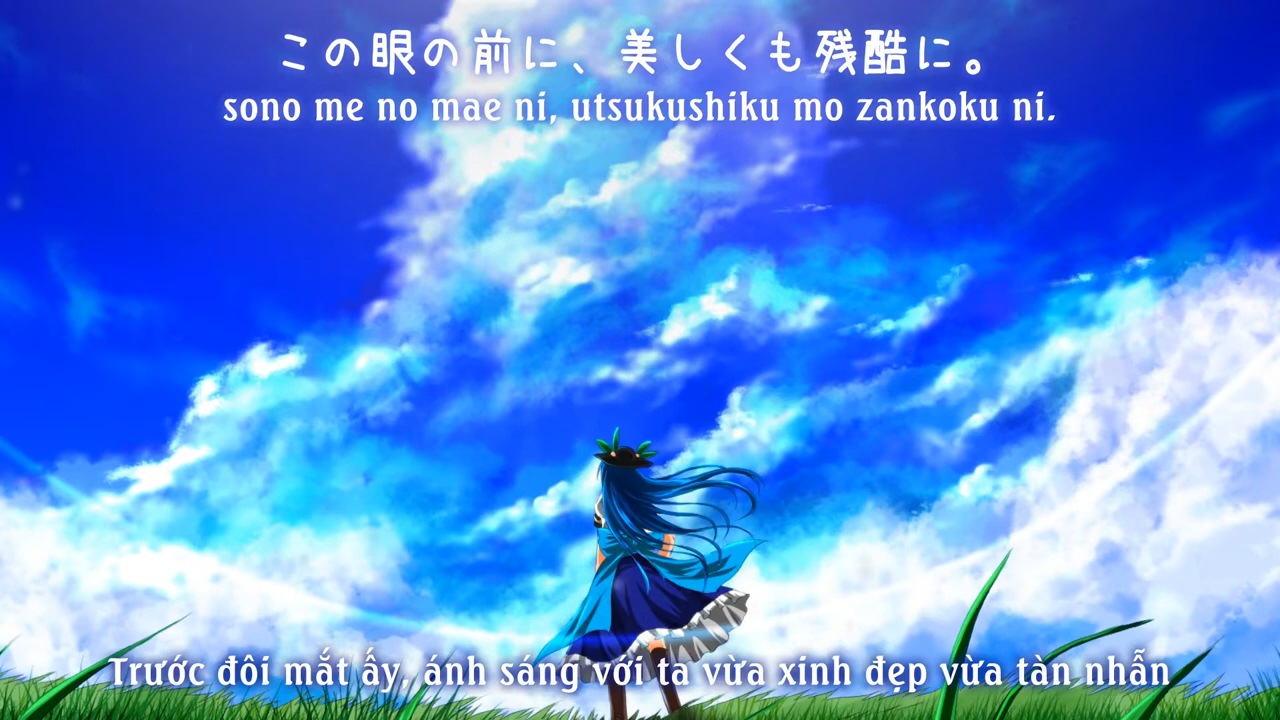 この眼の前に、美しくも残酷に。
sono me no mae ni, utsukushiku mo zankoku ni.
Trước đôi mắt ấy, ánh sáng với ta vừa xinh đẹp vừa tàn nhẫn